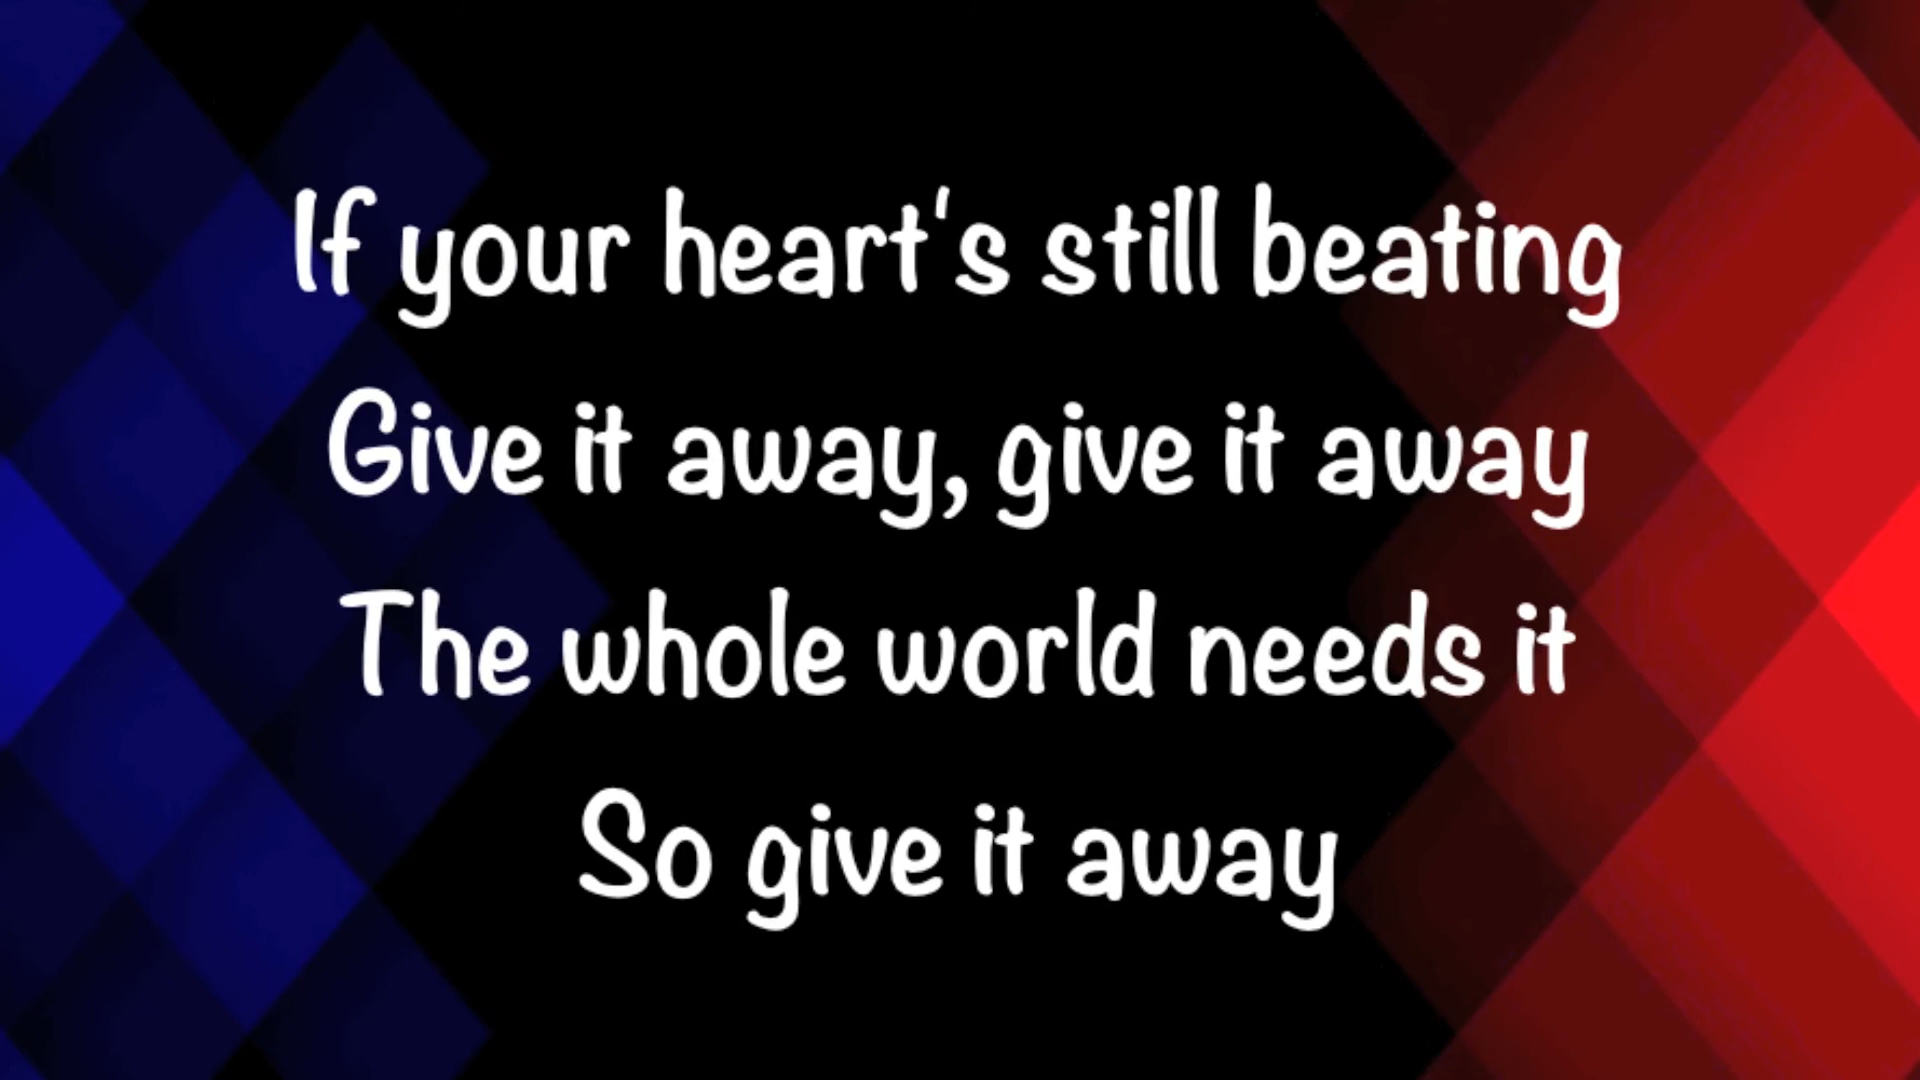 If your heart's still beating
Give it away, give it away
The whole world needs it
So give it away